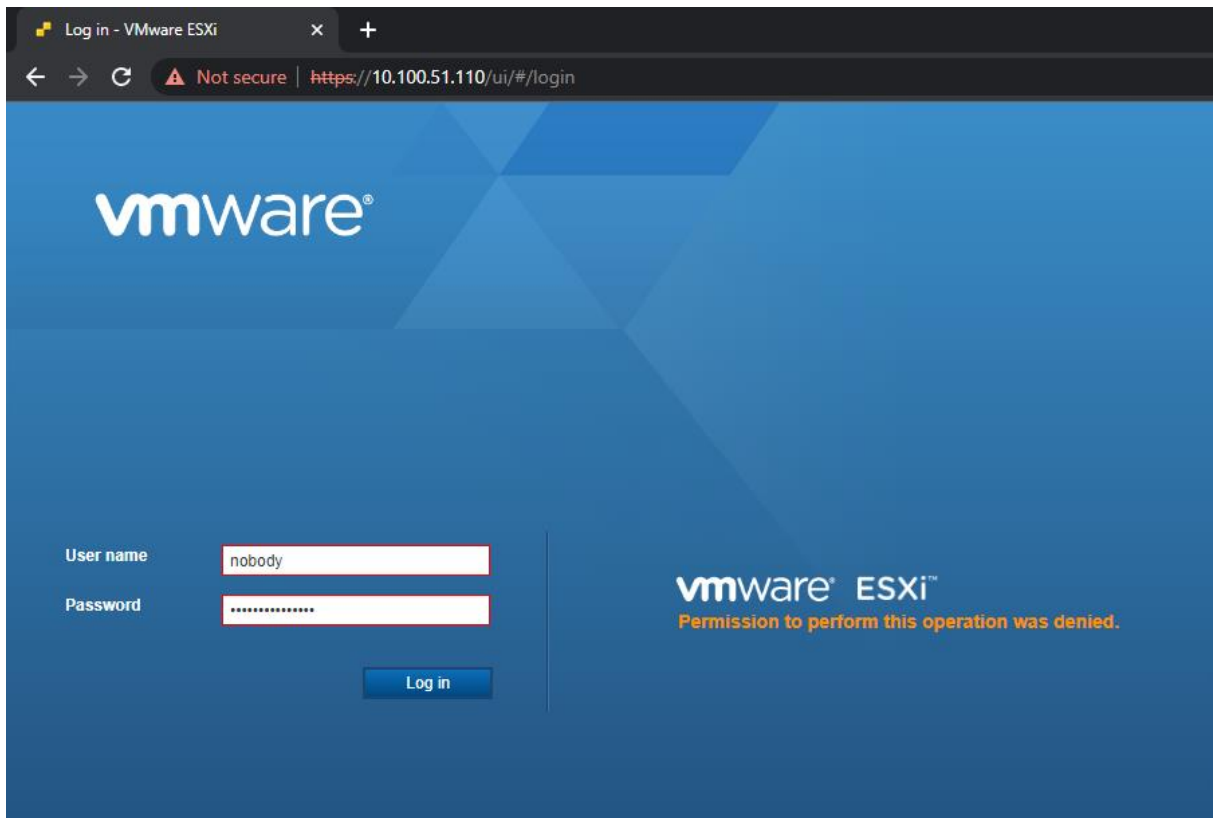 Log in - VMware ESXi
Not secure | https://10.100.51.110/ui/#/login
vmware®
User name nobody
Password •••••••••••••••
Log in
vmware® ESXi™
Permission to perform this operation was denied.